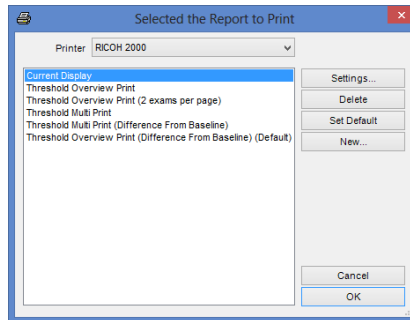 Selected the Report to Print
Printer RICOH 2000
Current Display
Threshold Overview Print
Threshold Overview Print (2 exams per page)
Threshold Multi Print
Threshold Multi Print (Difference From Baseline)
Threshold Overview Print (Difference From Baseline) (Default)
Settings...
Delete
Set Default
New...
Cancel
OK